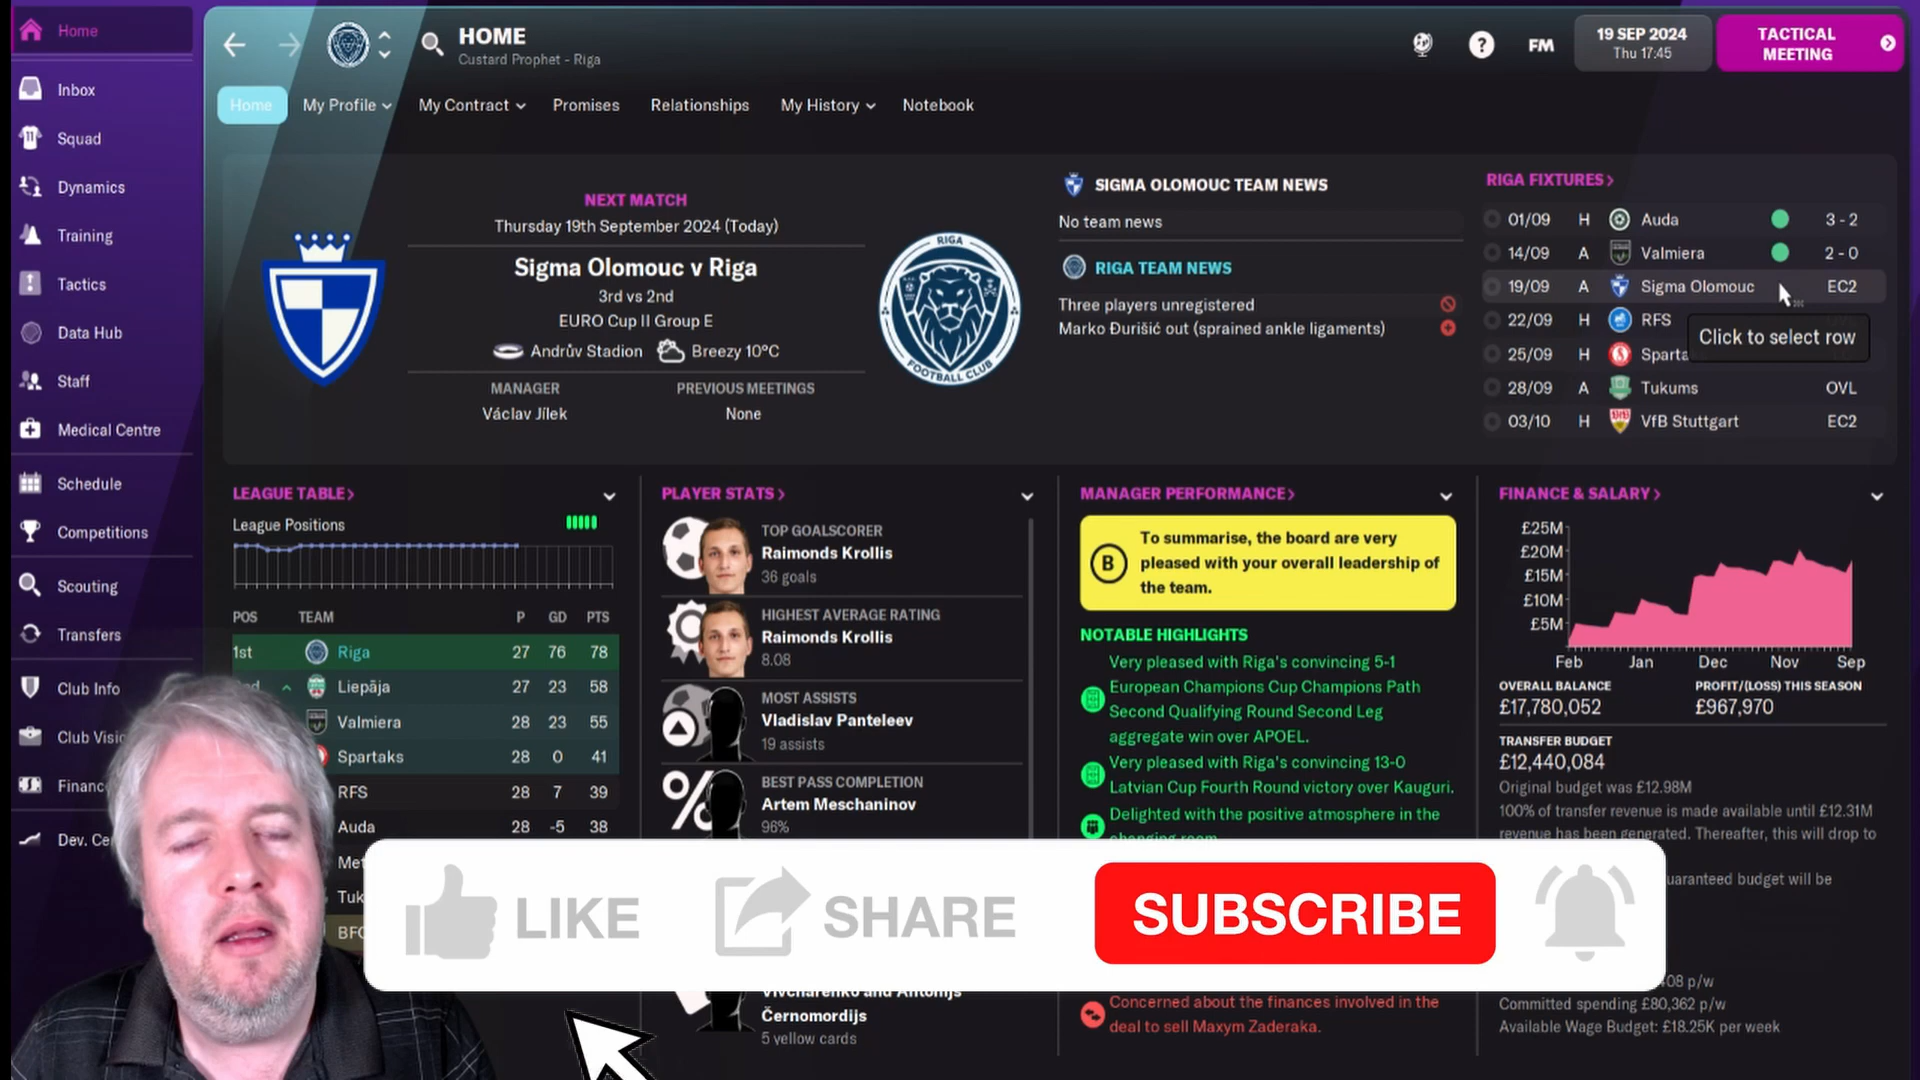 Home
Inbox
Squad
Dynamics
Training
Tactics
Data Hub
Staff
Medical Centre
Schedule
Competitions
Scouting
Transfers
Club Info
HOME
Custard Prophet - Riga
FM
19 SEP 2024
Thu 17:45
TACTICAL
MEETING
Home My Profile My Contract Promises Relationships My History Notebook
NEXT MATCH
Thursday 19th September 2024 (Today)
Sigma Olomouc v Riga
3rd vs 2nd
EURO Cup II Group E
Andrův Stadion Breezy 10°C
MANAGER PREVIOUS MEETINGS
Václav Jílek None
RIGA
FOOTBALL CLUB
SIGMA OLOMOUC TEAM NEWS
No team news
RIGA TEAM NEWS
Three players unregistered
Marko Đurišić out (sprained ankle ligaments)
RIGA FIXTURES>
01/09 H Auda 3 - 2
14/09 A Valmiera 2 - 0
19/09 A Sigma Olomouc EC2
22/09 H RFS
Click to select row
25/09 H
28/09 A Tukums OVL
03/10 H VfB Stuttgart EC2
LEAGUE TABLE>
League Positions
POS TEAM P GD PTS
1st Riga 27 76 78
Liepāja 27 23 58
Valmiera 28 23 55
Spartaks 28 0 41
RFS 28 7 39
Auda 28 -5 38
PLAYER STATS >
TOP GOALSCORER
Raimonds Krollis
36 goals
HIGHEST AVERAGE RATING
Raimonds Krollis
8.08
MOST ASSISTS
Vladislav Panteleev
19 assists
BEST PASS COMPLETION
Artem Meschaninov
96%
Černomordijs
5 yellow cards
MANAGER PERFORMANCE>
B
To summarise, the board are very
pleased with your overall leadership of
the team.
NOTABLE HIGHLIGHTS
Very pleased with Riga's convincing 5-1
European Champions Cup Champions Path
Second Qualifying Round Second Leg
aggregate win over APOEL.
Very pleased with Riga's convincing 13-0
Latvian Cup Fourth Round victory over Kauguri.
Delighted with the positive atmosphere in the
changing room
Concerned about the finances involved in the
deal to sell Maxym Zaderaka.
FINANCE & SALARY >
£25M
£20M
£15M
£10M
£5M
Feb Jan Dec Nov Sep
OVERALL BALANCE PROFIT/(LOSS) THIS SEASON
£17,780,052 £967,970
TRANSFER BUDGET
£12,440,084
Original budget was £12.98M
100% of transfer revenue is made available until £12.31M
revenue has been generated. Thereafter, this will drop to
budget will be
p/w
Committed spending £80,362 p/w
Available Wage Budget: £18.25K per week
LIKE SHARE SUBSCRIBE